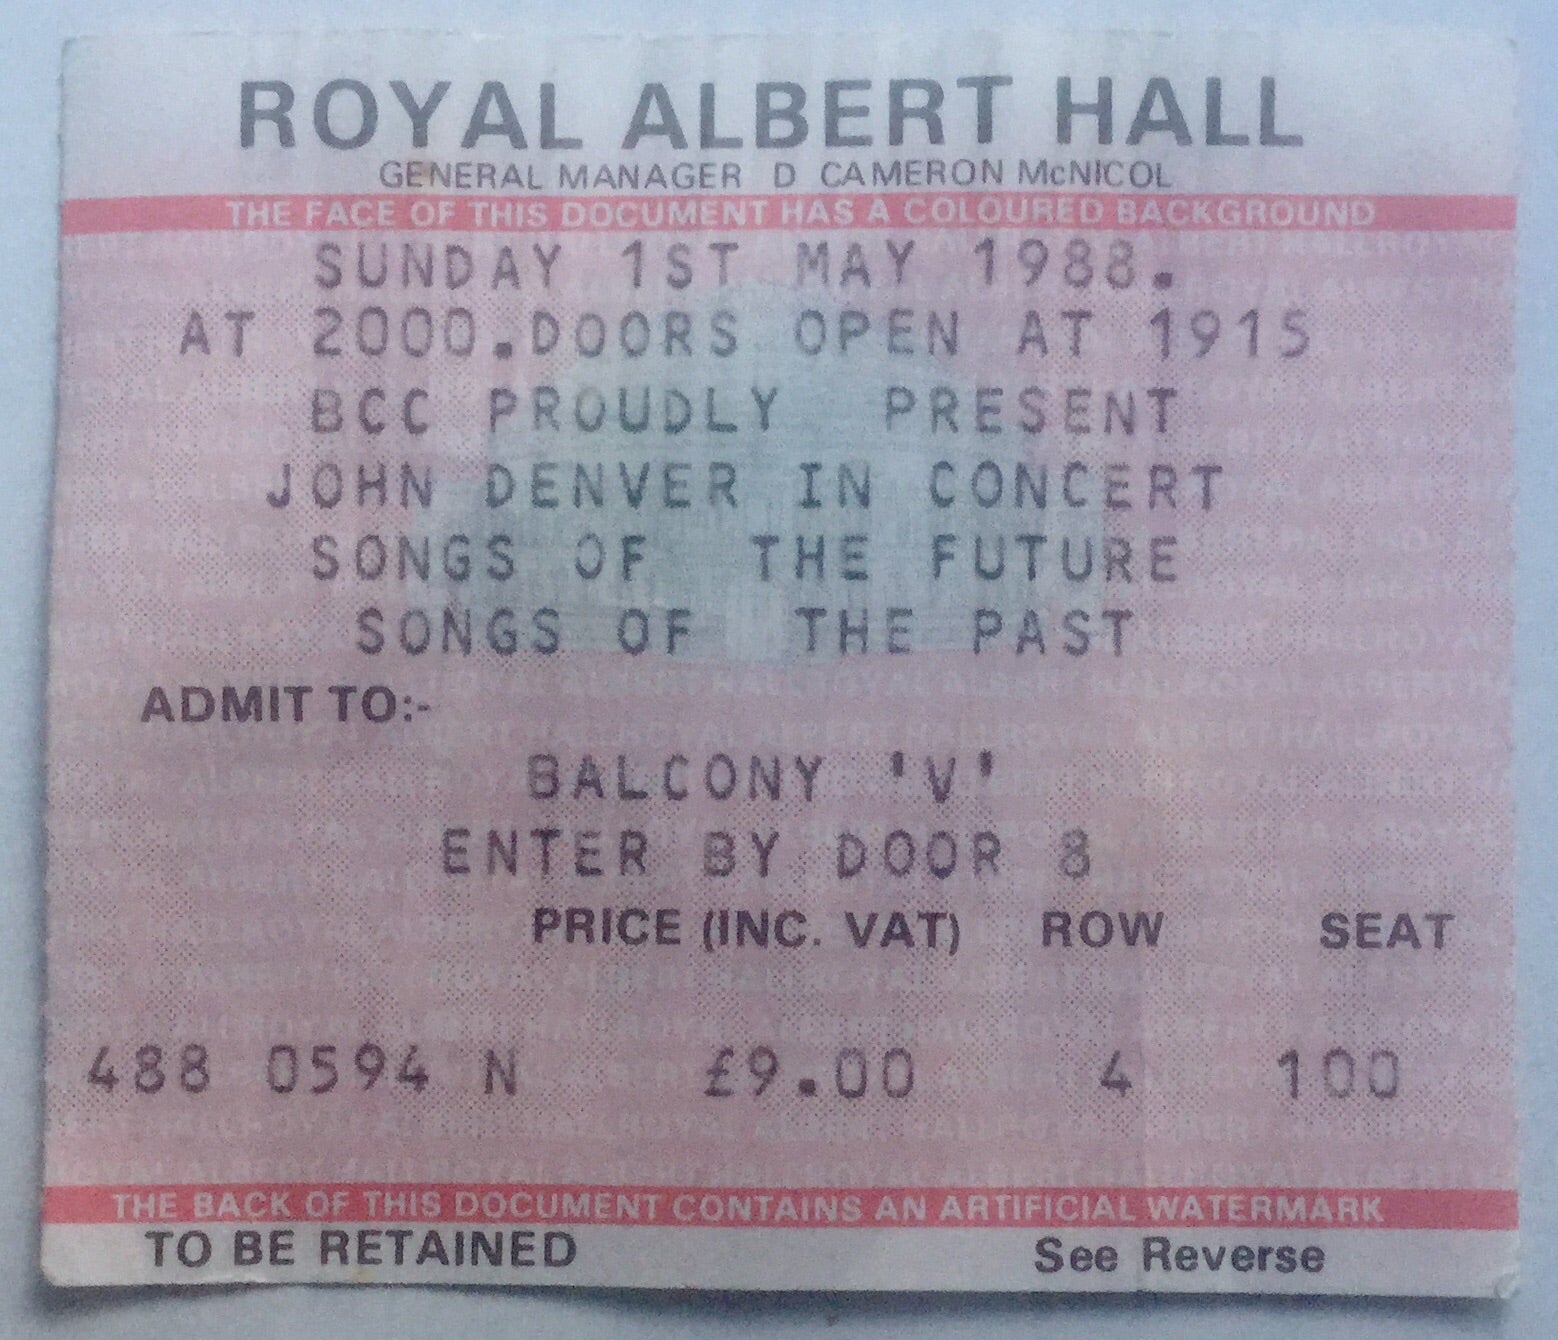 ROYAL ALBERT HALL
GENERAL MANAGER D CAMERON McNICOL
THE FACE OF THIS DOCUMENT HAS A COLOURED BACKGROUND
SUNDAY 1ST MAY 1988.
AT 2000.DOORS OPEN AT 1915
BCC PROUDLY PRESENT
JOHN DENVER IN CONCERT
SONGS OF THE FUTURE
SONGS OF THE PAST
ADMIT TO:-
BALCONY 'V'
ENTER BY DOOR 8
PRICE (INC. VAT) ROW SEAT
488 0594 N £9.00 4 100
THE BACK OF THIS DOCUMENT CONTAINS AN ARTIFICIAL WATERMARK
TO BE RETAINED See Reverse